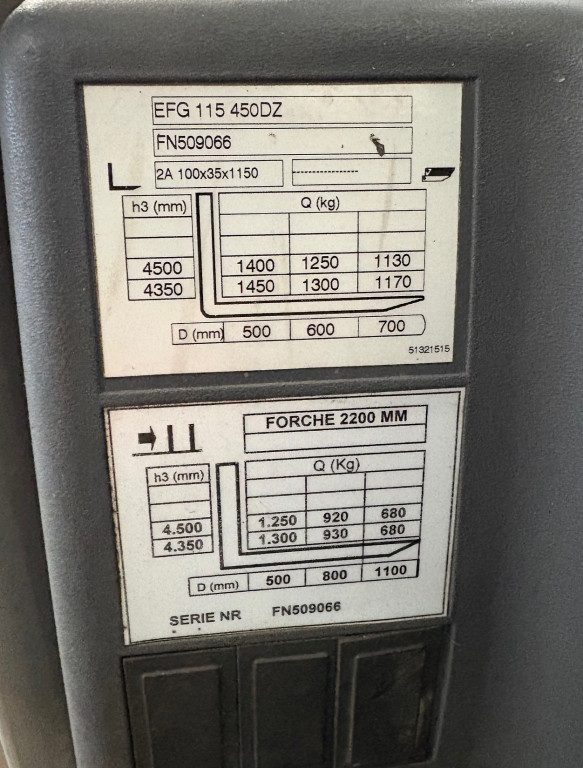 EFG 115 450DZ
FN509066
2A 100x35x1150 ------------------
h3 (mm) Q (kg)
4500 1400 1250 1130
4350 1450 1300 1170
D (mm) 500 600 700
51321515
FORCHE 2200 MM
h3 (mm) Q (Kg)
4.500 1.250 920 680
4.350 1.300 930 680
D (mm) 500 800 1100
SERIE NR FN509066